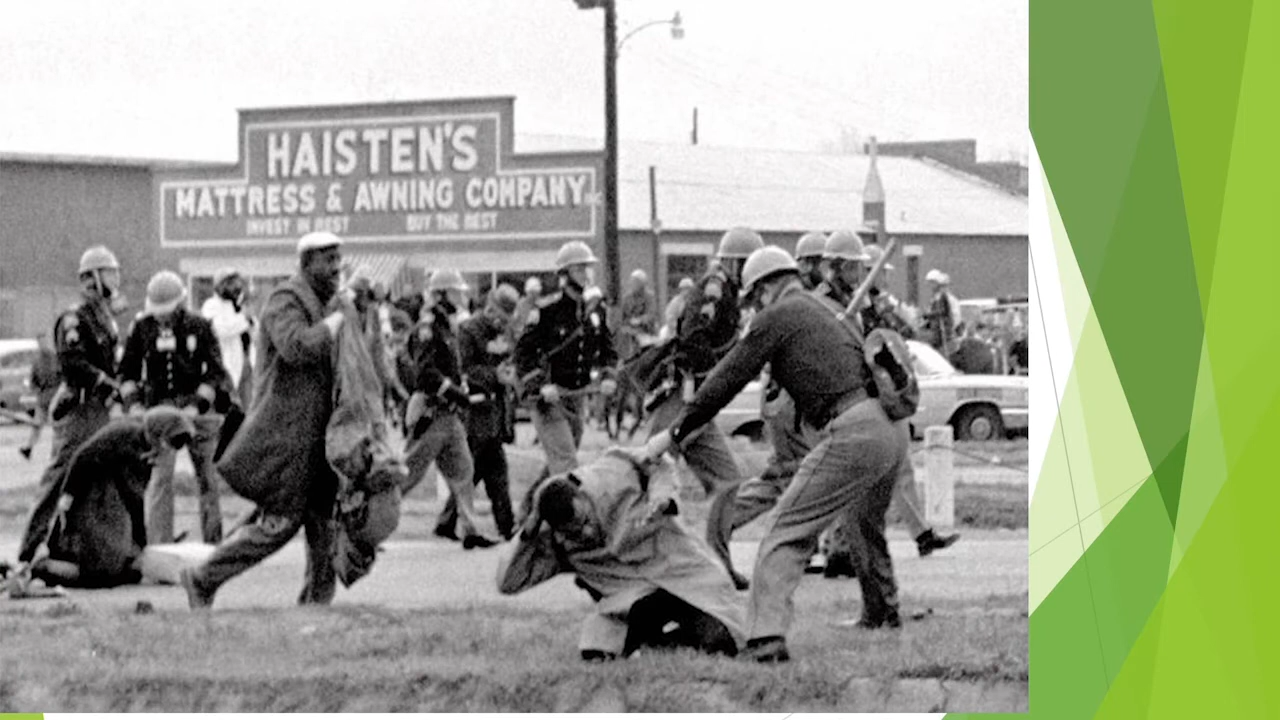 HAISTEN'S
MATTRESS & AWNING COMPANY
INVEST IN REST BUY THE BEST